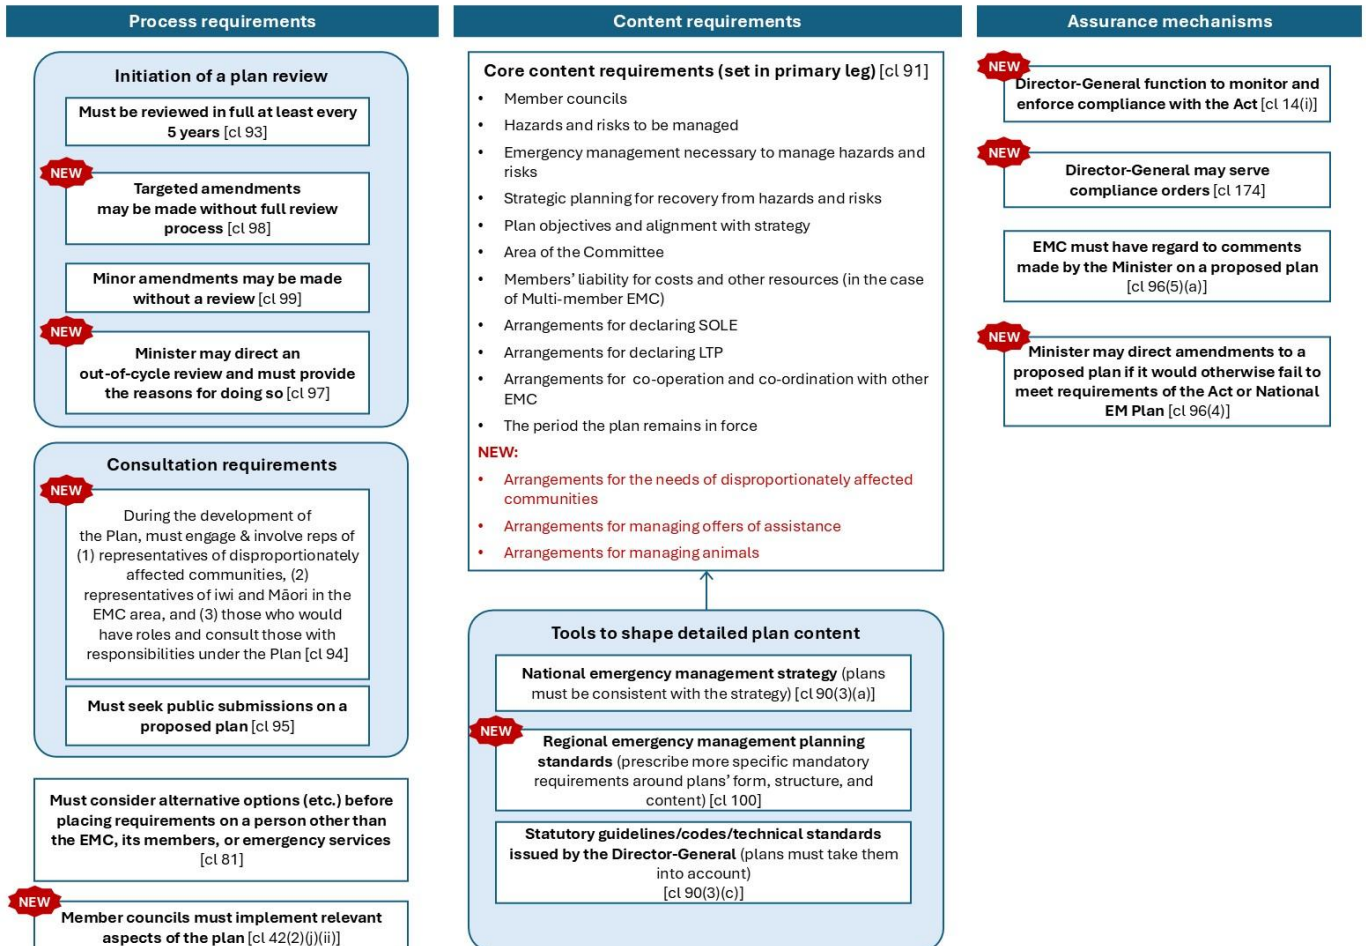 Process requirements
Initiation of a plan review
Must be reviewed in full at least every
5 years [cl 93]
NEW
Targeted amendments
may be made without full review
process [cl 98]
Minor amendments may be made
without a review [cl 99]
NEW
Minister may direct an
out-of-cycle review and must provide
the reasons for doing so [cl 97]
Consultation requirements
NEW
During the development of
the Plan, must engage & involve reps of
(1) representatives of disproportionately
affected communities, (2)
representatives of iwi and Māori in the
EMC area, and (3) those who would
have roles and consult those with
responsibilities under the Plan [cl 94]
Must seek public submissions on a
proposed plan [cl 95]
Must consider alternative options (etc.) before
placing requirements on a person other than
the EMC, its members, or emergency services
[cl 81]
NEW
Member councils must implement relevant
aspects of the plan [cl 42(2)(j)(ii)]
Content requirements
Core content requirements (set in primary leg) [cl 91]
• Member councils
• Hazards and risks to be managed
• Emergency management necessary to manage hazards and
risks
• Strategic planning for recovery from hazards and risks
• Plan objectives and alignment with strategy
• Area of the Committee
• Members' liability for costs and other resources (in the case
of Multi-member EMC)
• Arrangements for declaring SOLE
• Arrangements for declaring LTP
• Arrangements for co-operation and co-ordination with other
EMC
• The period the plan remains in force
NEW:
• Arrangements for the needs of disproportionately affected
communities
• Arrangements for managing offers of assistance
• Arrangements for managing animals
Tools to shape detailed plan content
National emergency management strategy (plans
must be consistent with the strategy) [cl 90(3)(a)]
NEW
Regional emergency management planning
standards (prescribe more specific mandatory
requirements around plans' form, structure, and
content) [cl 100]
Statutory guidelines/codes/technical standards
issued by the Director-General (plans must take them
into account)
[cl 90(3)(c)]
Assurance mechanisms
NEW
Director-General function to monitor and
enforce compliance with the Act [cl 14(i)]
NEW
Director-General may serve
compliance orders [cl 174]
EMC must have regard to comments
made by the Minister on a proposed plan
[cl 96(5)(a)]
NEW
Minister may direct amendments to a
proposed plan if it would otherwise fail to
meet requirements of the Act or National
EM Plan [cl 96(4)]